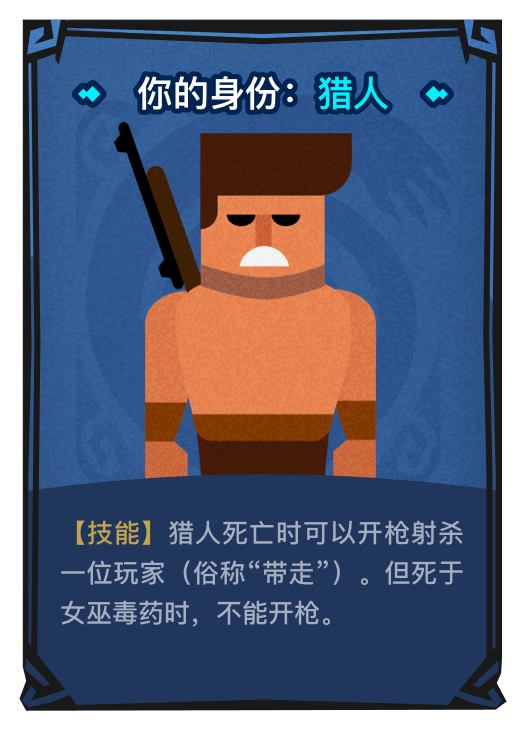 你的身份：猎人
【技能】猎人死亡时可以开枪射杀
一位玩家（俗称“带走”）。但死于
女巫毒药时，不能开枪。